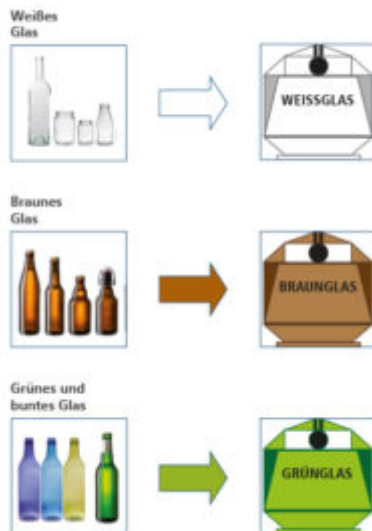 Weißes
Glas
WEISSGLAS
Braunes
Glas
BRAUNGLAS
Grünes und
buntes Glas
GRÜNGLAS